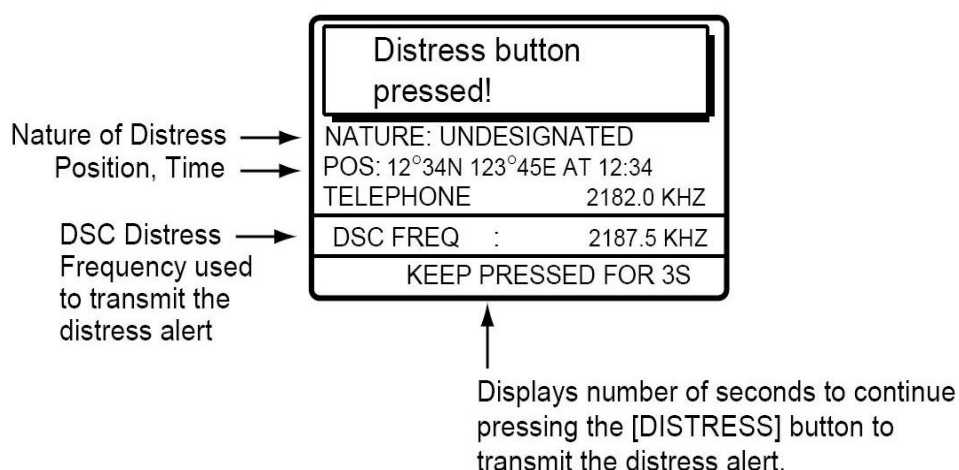 Distress button
pressed!
Nature of Distress
NATURE: UNDESIGNATED
Position, Time
POS: 12°34N 123°45E AT 12:34
TELEPHONE 2182.0 KHZ
DSC Distress
Frequency used
to transmit the
distress alert
DSC FREQ : 2187.5 KHZ
KEEP PRESSED FOR 3S
Displays number of seconds to continue
pressing the [DISTRESS] button to
transmit the distress alert.